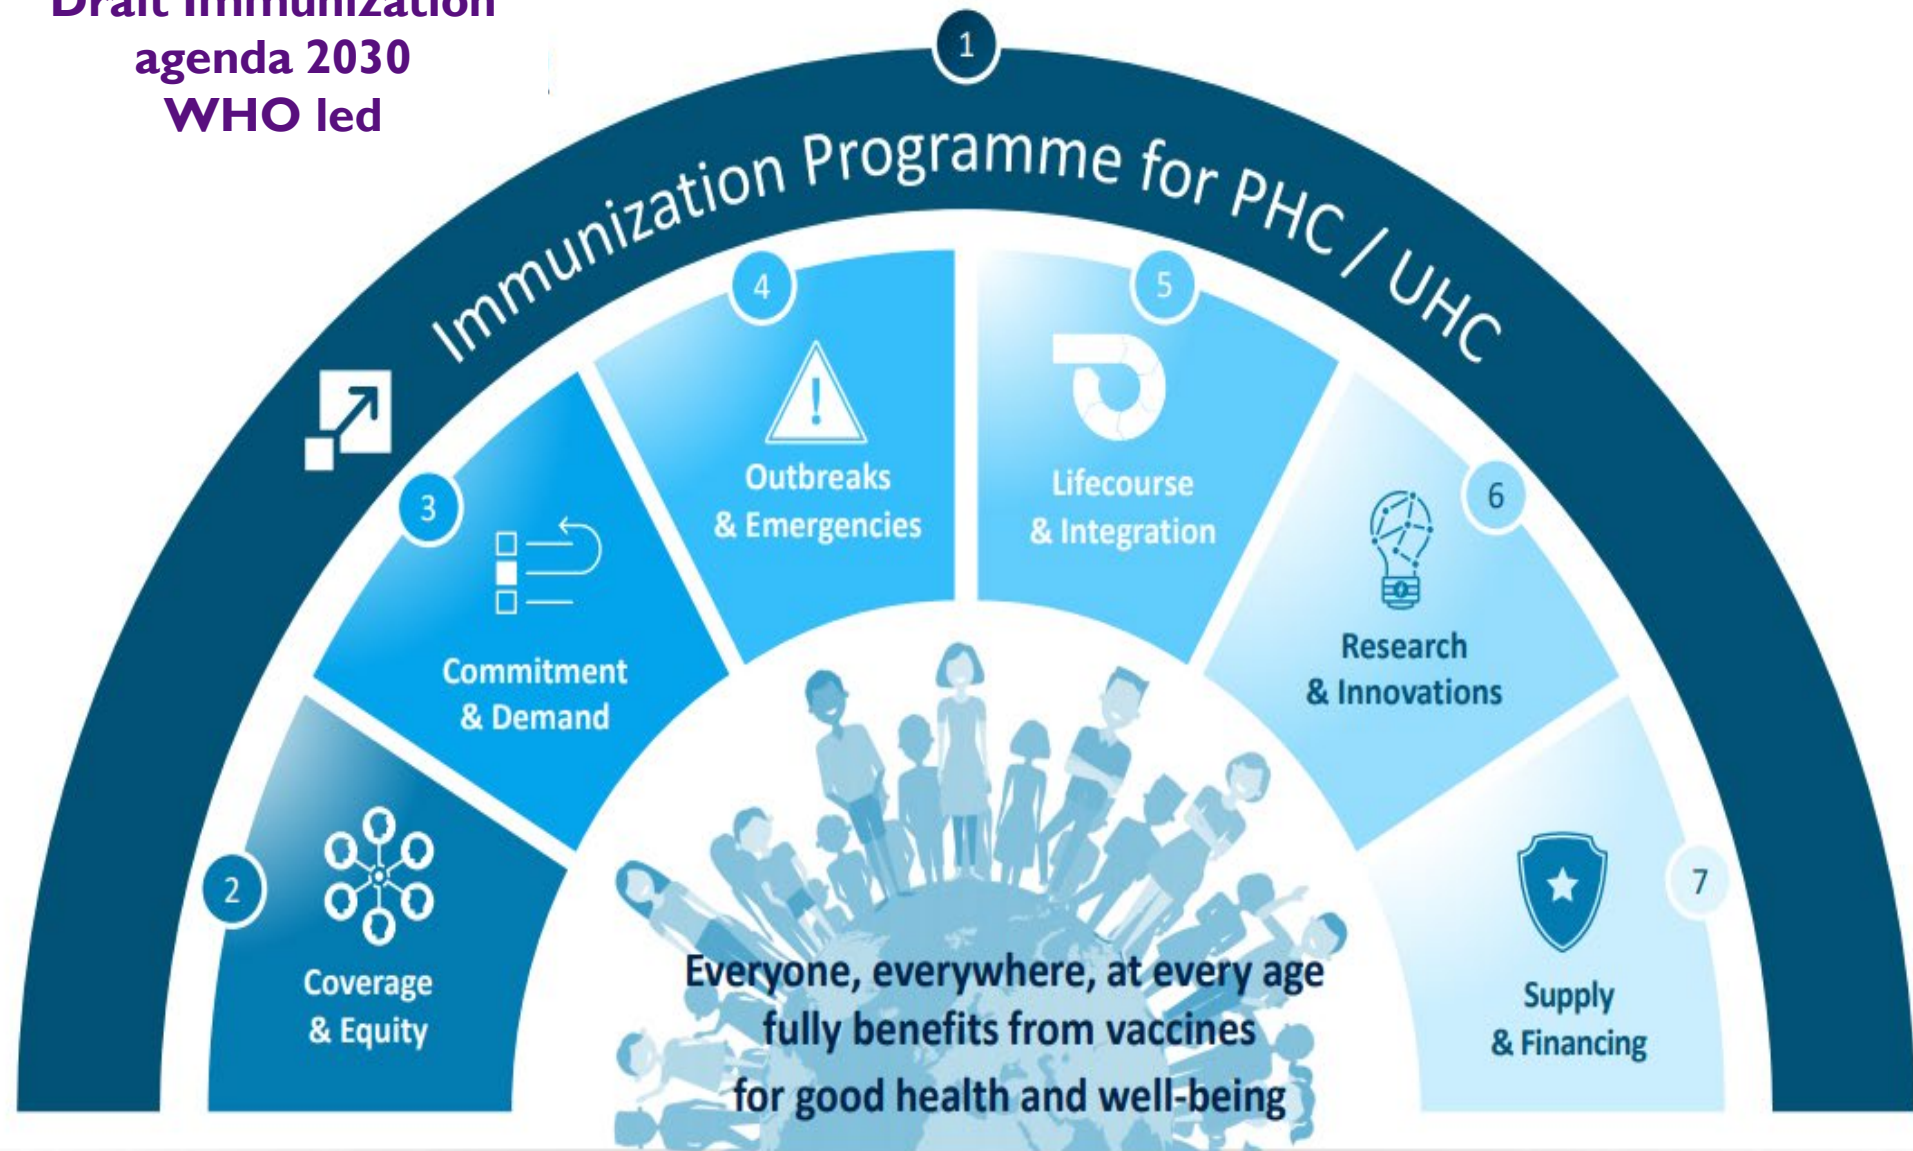 Draft Immunization
agenda 2030
WHO led
1
Immunization Programme for PHC / UHC
2
Coverage
& Equity
3
Commitment
& Demand
4
Outbreaks
& Emergencies
5
Lifecourse
& Integration
6
Research
& Innovations
7
Supply
& Financing
Everyone, everywhere, at every age
fully benefits from vaccines
for good health and well-being